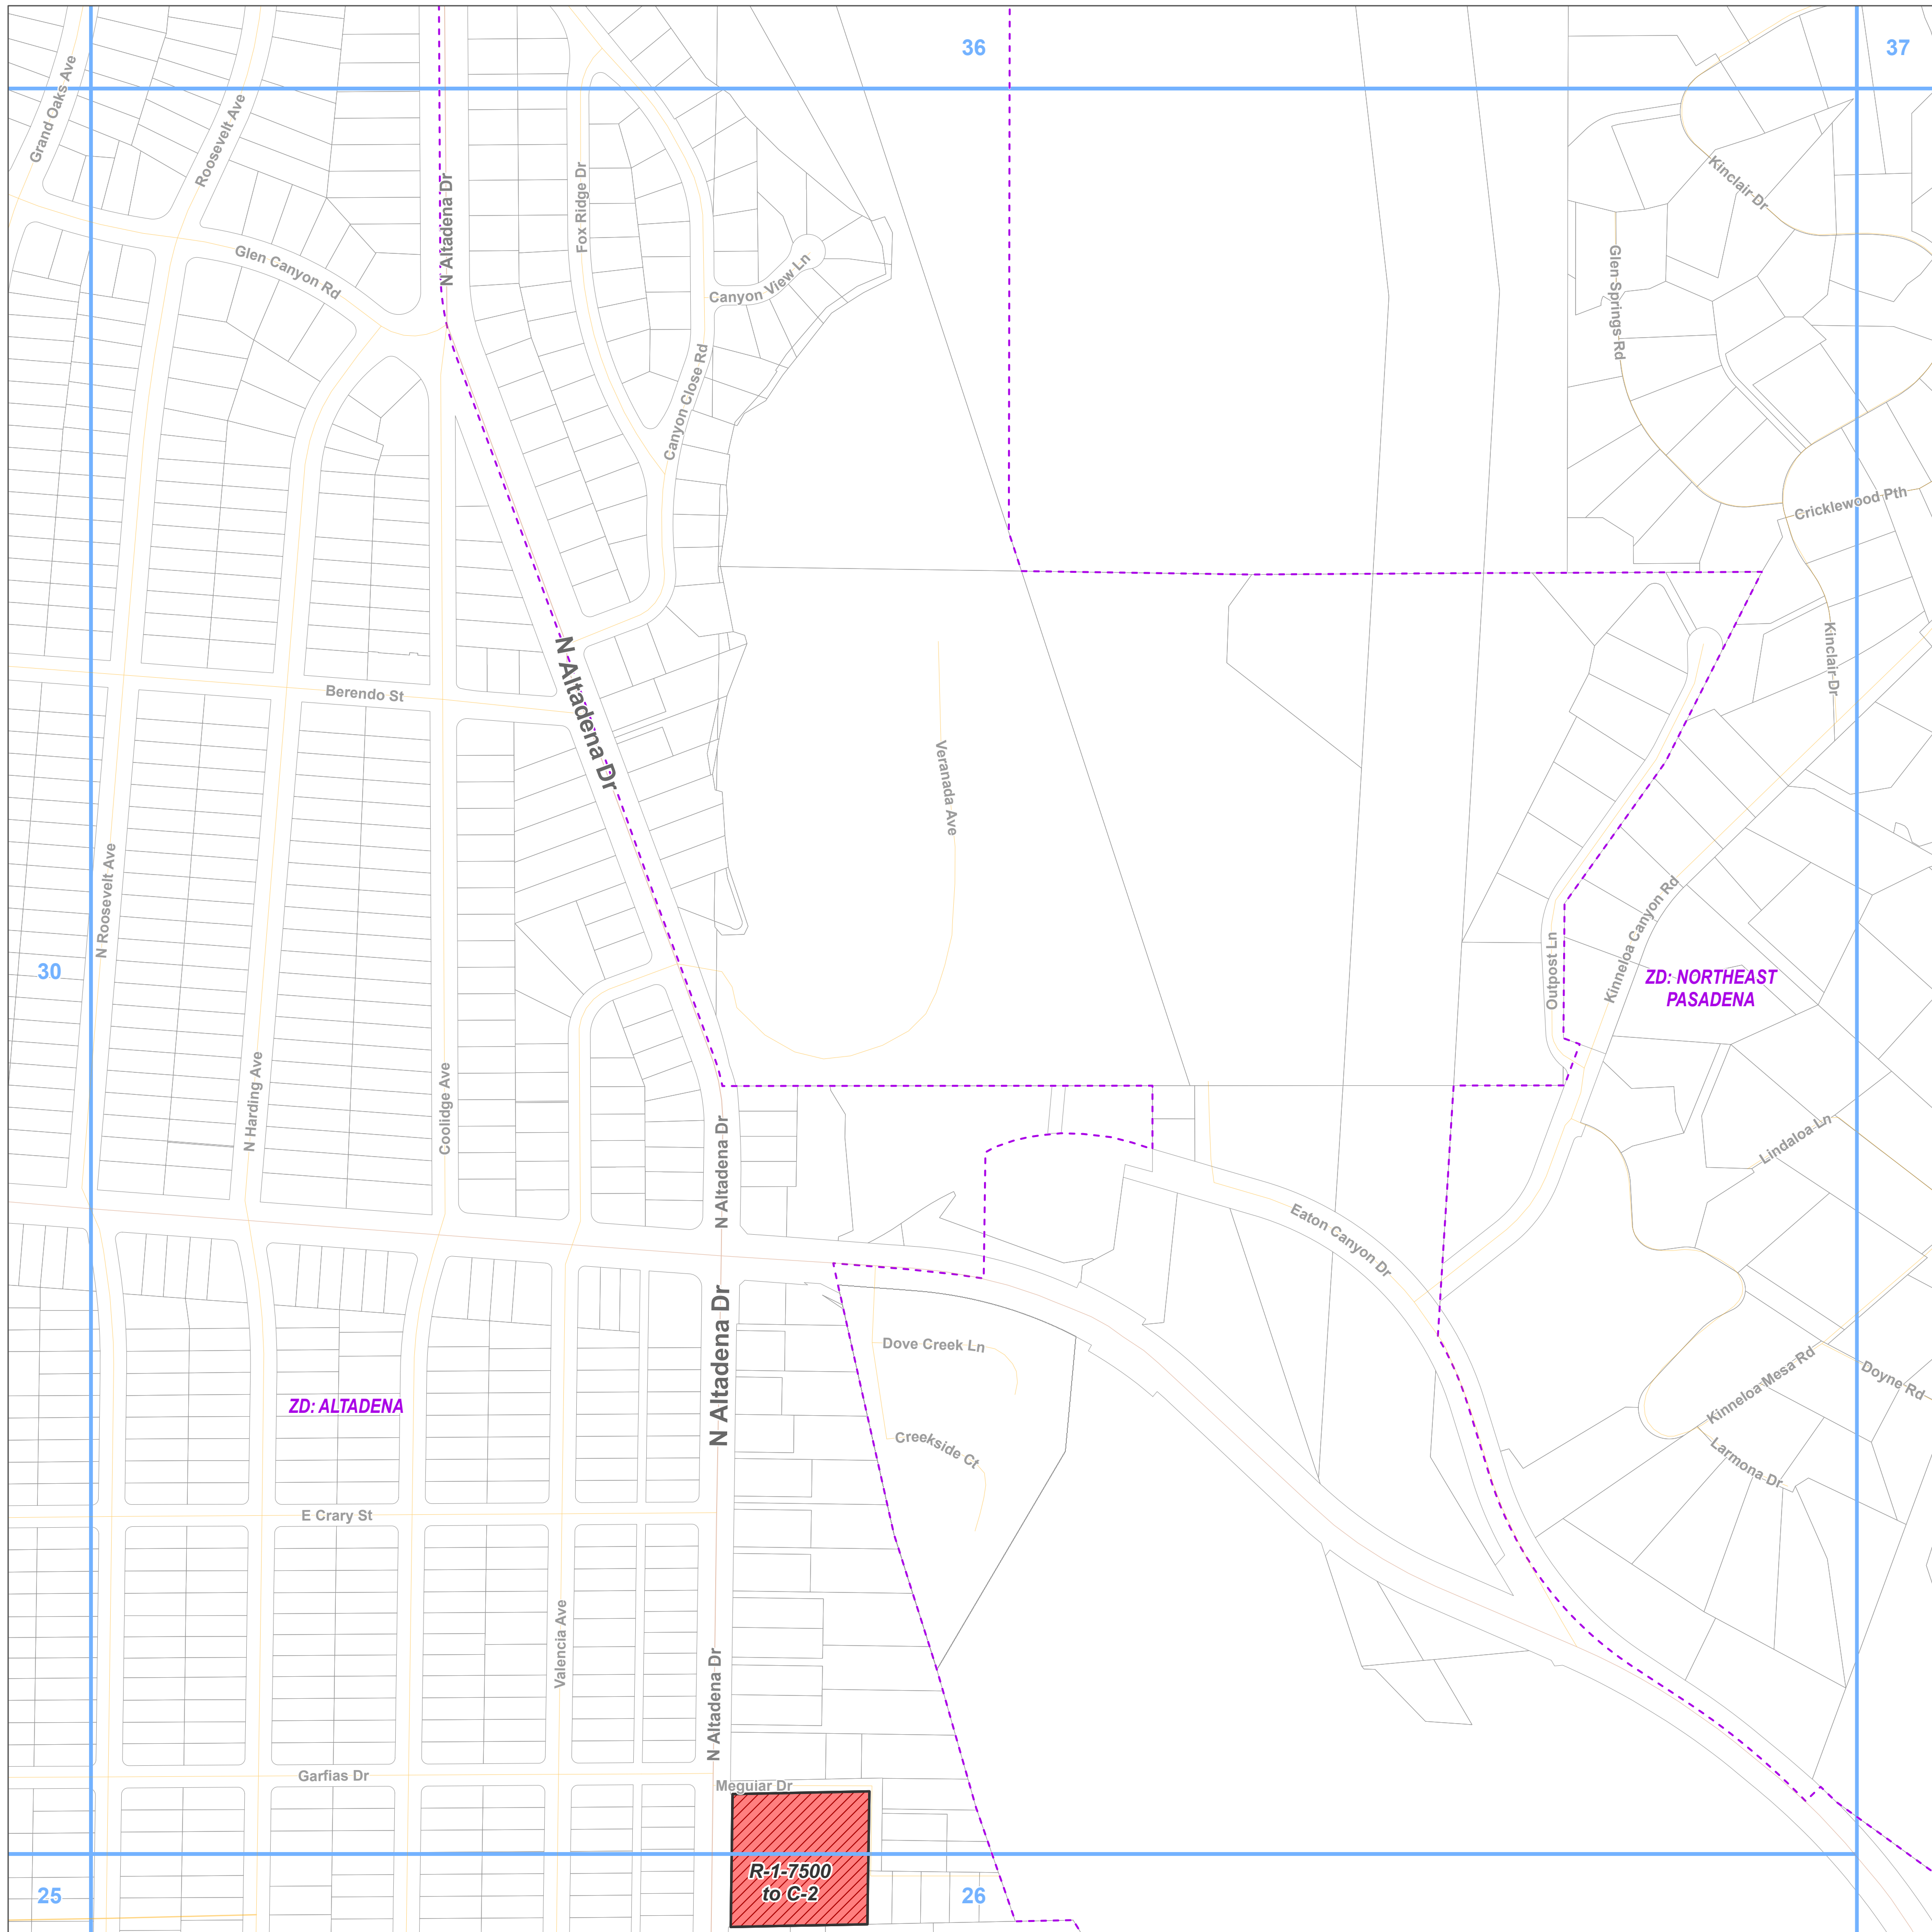 36
37
Grand Oaks Ave
Roosevelt Ave
N Altadena Dr
Fox Ridge Dr
Kinclair Dr
Glen Canyon Rd
Canyon View Ln
Glen Springs Rd
Canyon Close Rd
Cricklewood Pth
Berendo St
N Altadena Dr
Kinclair Dr
Veranada Ave
N Roosevelt Ave
Kinneloa Canyon Rd
30
Outpost Ln
ZD: NORTHEAST
PASADENA
N Harding Ave
Coolidge Ave
N Altadena Dr
Lindaloa Ln
Eaton Canyon Dr
Dove Creek Ln
N Altadena Dr
Kinneloa Mesa Rd
Doyne Rd
ZD: ALTADENA
Creekside Ct
Larmona Dr
E Crary St
Valencia Ave
N Altadena Dr
Garfias Dr
Meguiar Dr
R-1-7500
to C-2
25
26